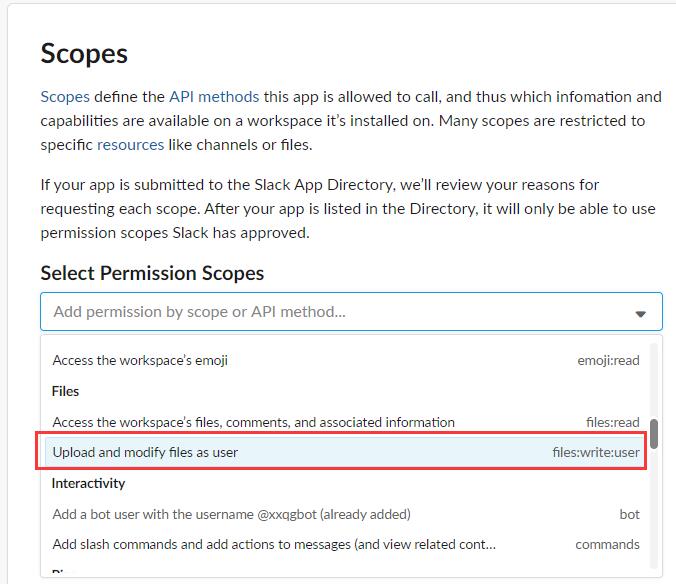 Scopes
Scopes define the API methods this app is allowed to call, and thus which infomation and
capabilities are available on a workspace it's installed on. Many scopes are restricted to
specific resources like channels or files.
If your app is submitted to the Slack App Directory, we'll review your reasons for
requesting each scope. After your app is listed in the Directory, it will only be able to use
permission scopes Slack has approved.
Select Permission Scopes
Add permission by scope or API method...
Access the workspace's emoji emoji:read
Files
Access the workspace's files, comments, and associated information files:read
Upload and modify files as user files:write:user
Interactivity
Add a bot user with the username @xxqgbot (already added) bot
Add slash commands and add actions to messages (and view related cont... commands